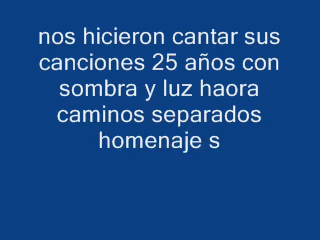 nos hicieron cantar sus
canciones 25 años con
sombra y luz haora
caminos separados
homenaje s